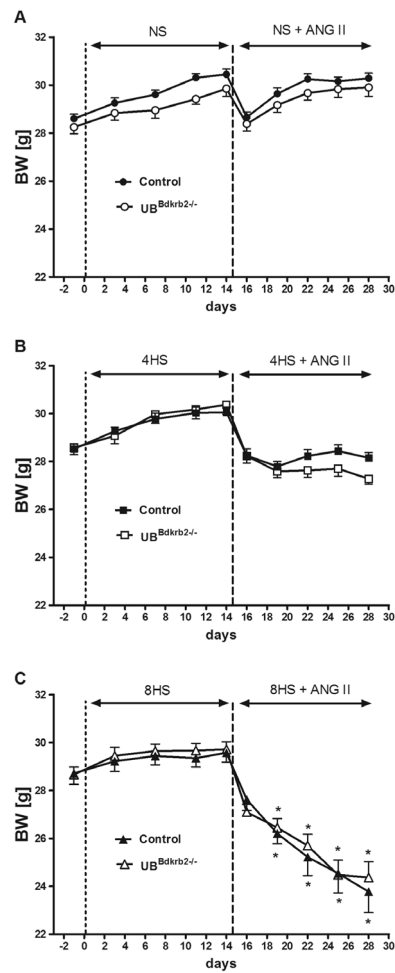 A
NS
NS + ANG II
32
30
28
26
24
22
BW [g]
Control
UBBdkrb2-/-
-2 0 2 4 6 8 10 12 14 16 18 20 22 24 26 28 30
days
B
4HS
4HS + ANG II
32
30
28
26
24
22
BW [g]
Control
UBBdkrb2-/-
-2 0 2 4 6 8 10 12 14 16 18 20 22 24 26 28 30
days
C
8HS
8HS + ANG II
32
30
28
26
24
22
BW [g]
Control
UBBdkrb2-/-
* * * *
* * * *
-2 0 2 4 6 8 10 12 14 16 18 20 22 24 26 28 30
days